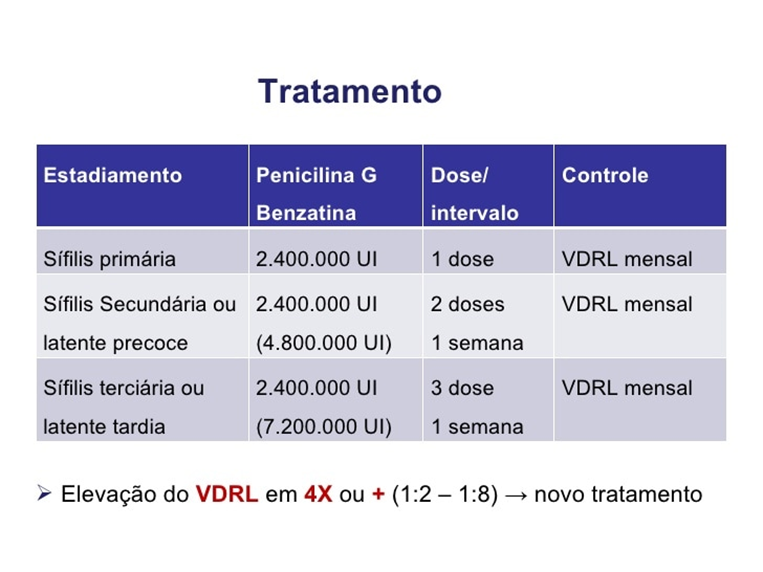 Tratamento
Estadiamento Penicilina G Benzatina Dose/ intervalo Controle
Sífilis primária 2.400.000 UI 1 dose VDRL mensal
Sífilis Secundária ou 2.400.000 UI 2 doses VDRL mensal
latente precoce (4.800.000 UI) 1 semana
Sífilis terciária ou 2.400.000 UI 3 dose VDRL mensal
latente tardia (7.200.000 UI) 1 semana
➢ Elevação do VDRL em 4X ou + (1:2 – 1:8) → novo tratamento